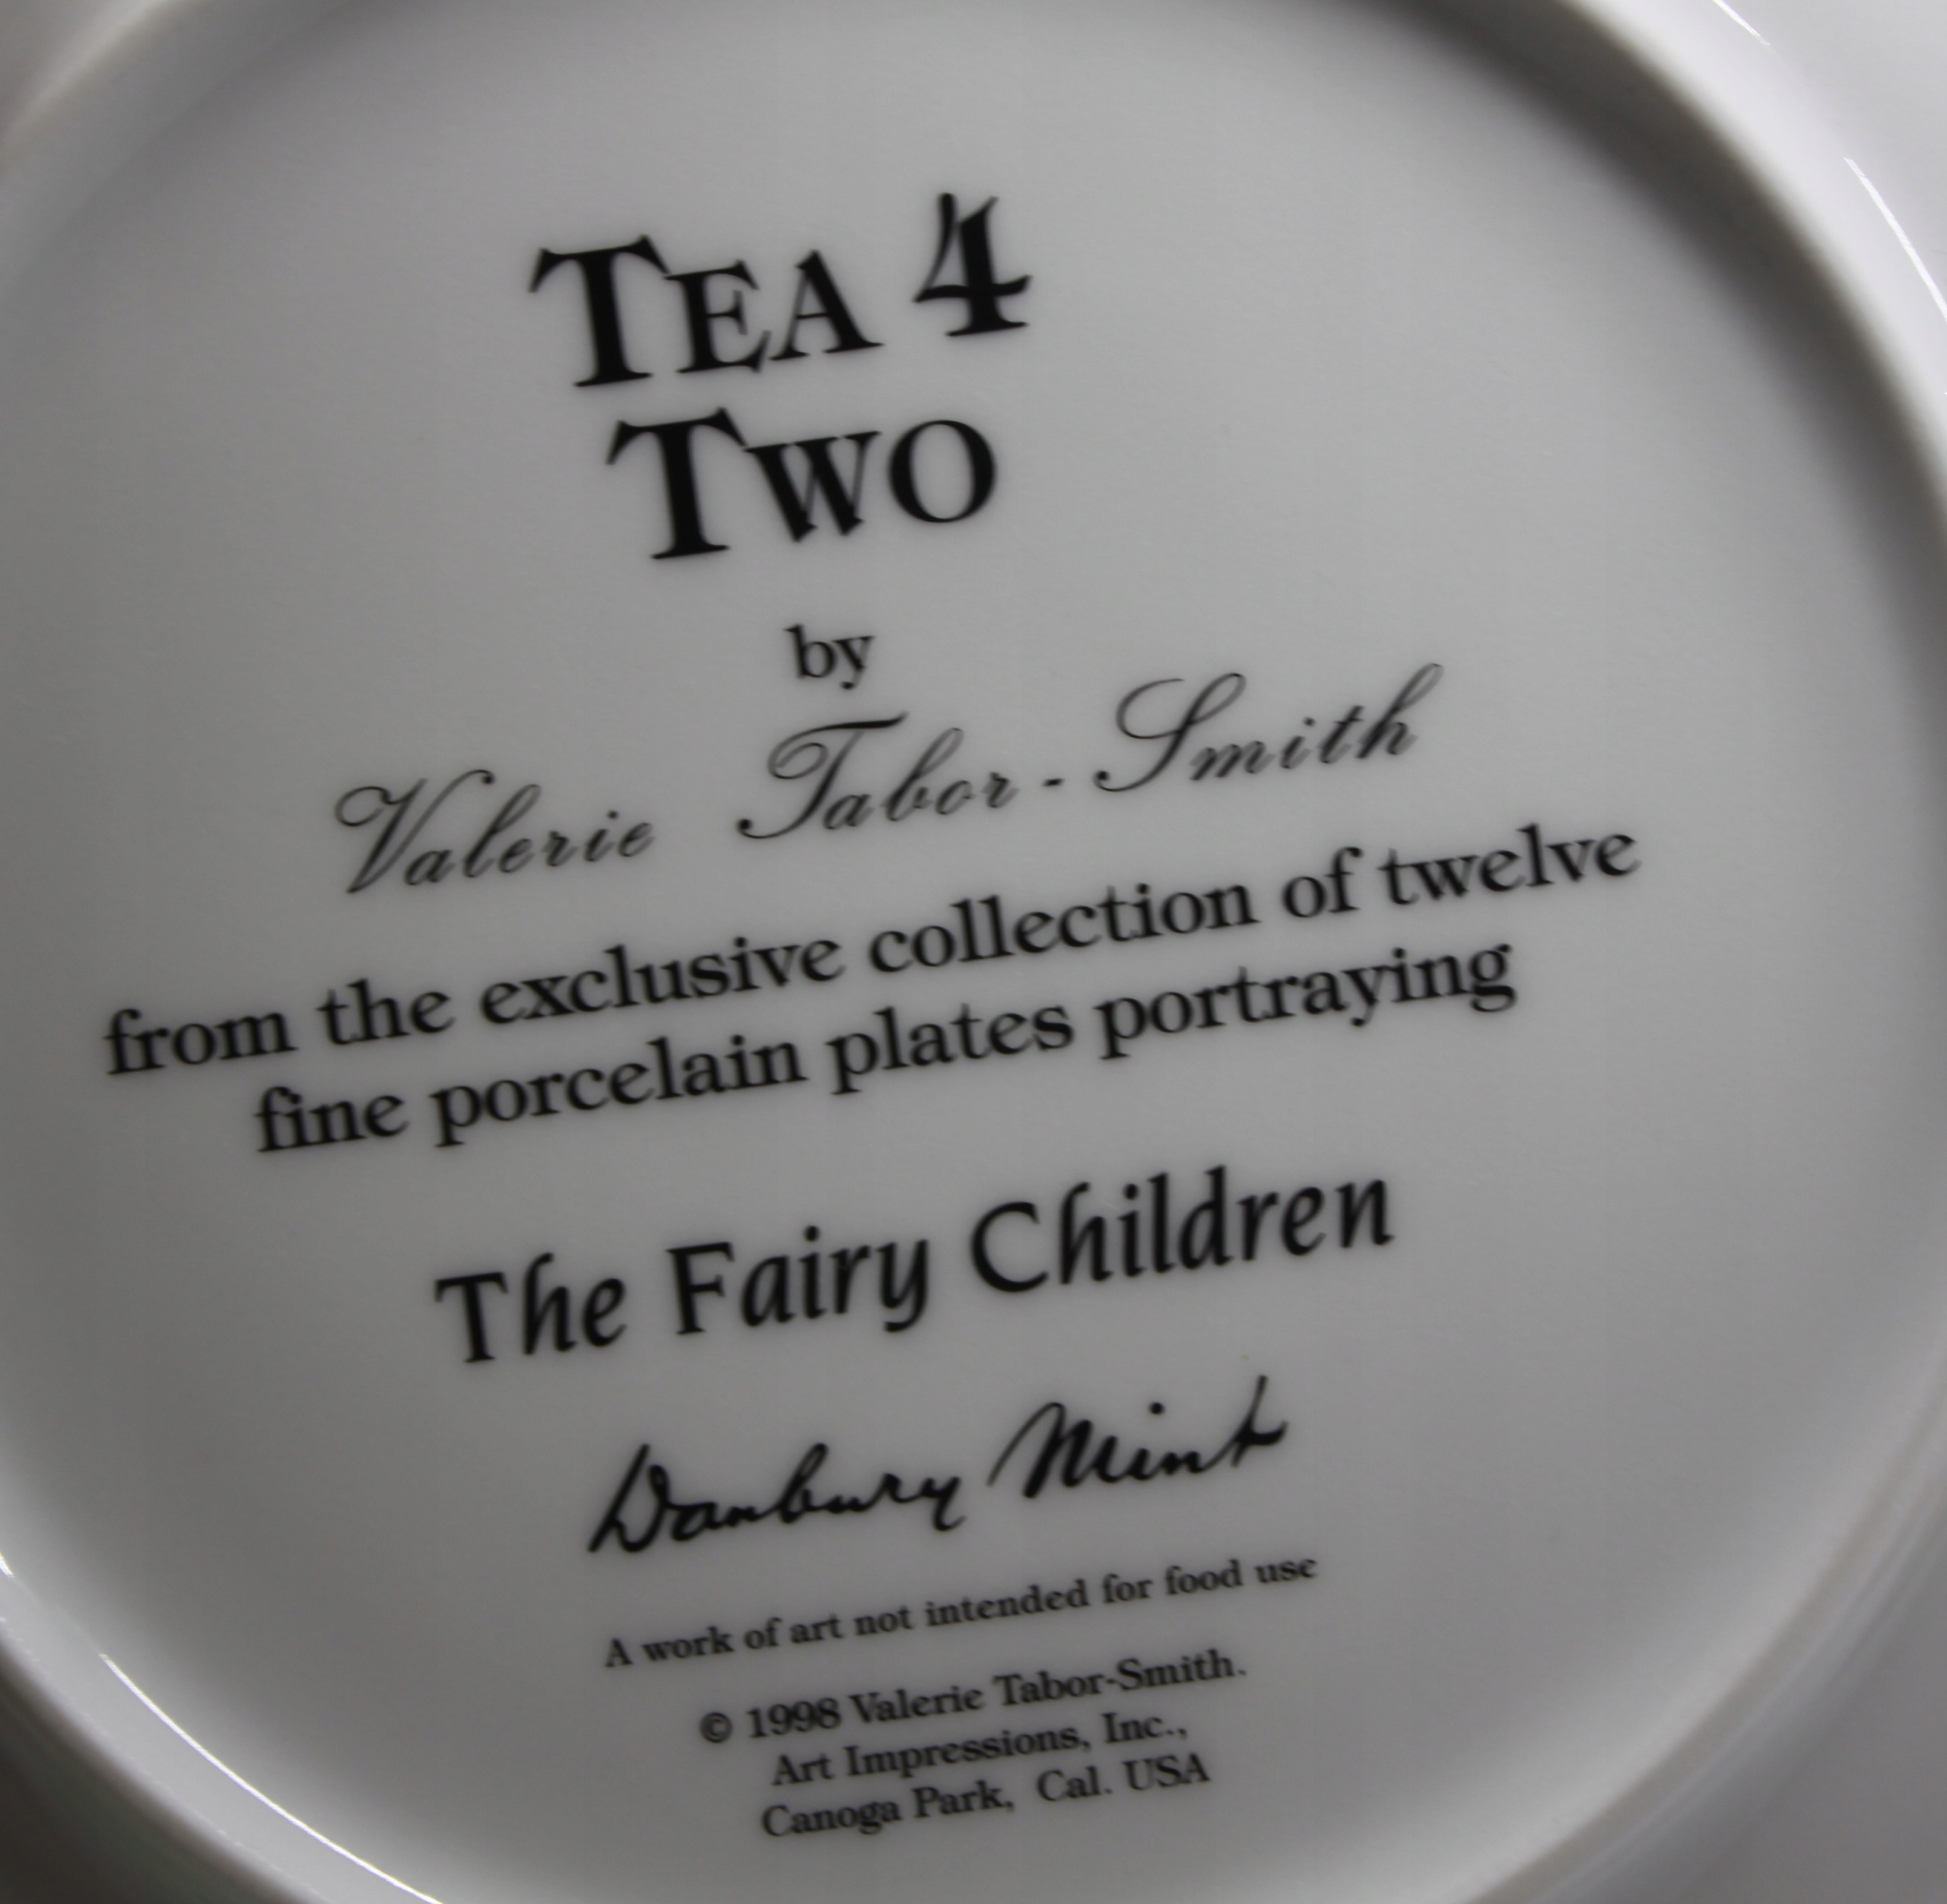 TEA 4
TWO
by
Valerie Tabor-Smith
from the exclusive collection of twelve
fine porcelain plates portraying
The Fairy Children
Danbury Mint
A work of art not intended for food use
© 1998 Valerie Tabor-Smith.
Art Impressions, Inc.,
Canoga Park, Cal. USA